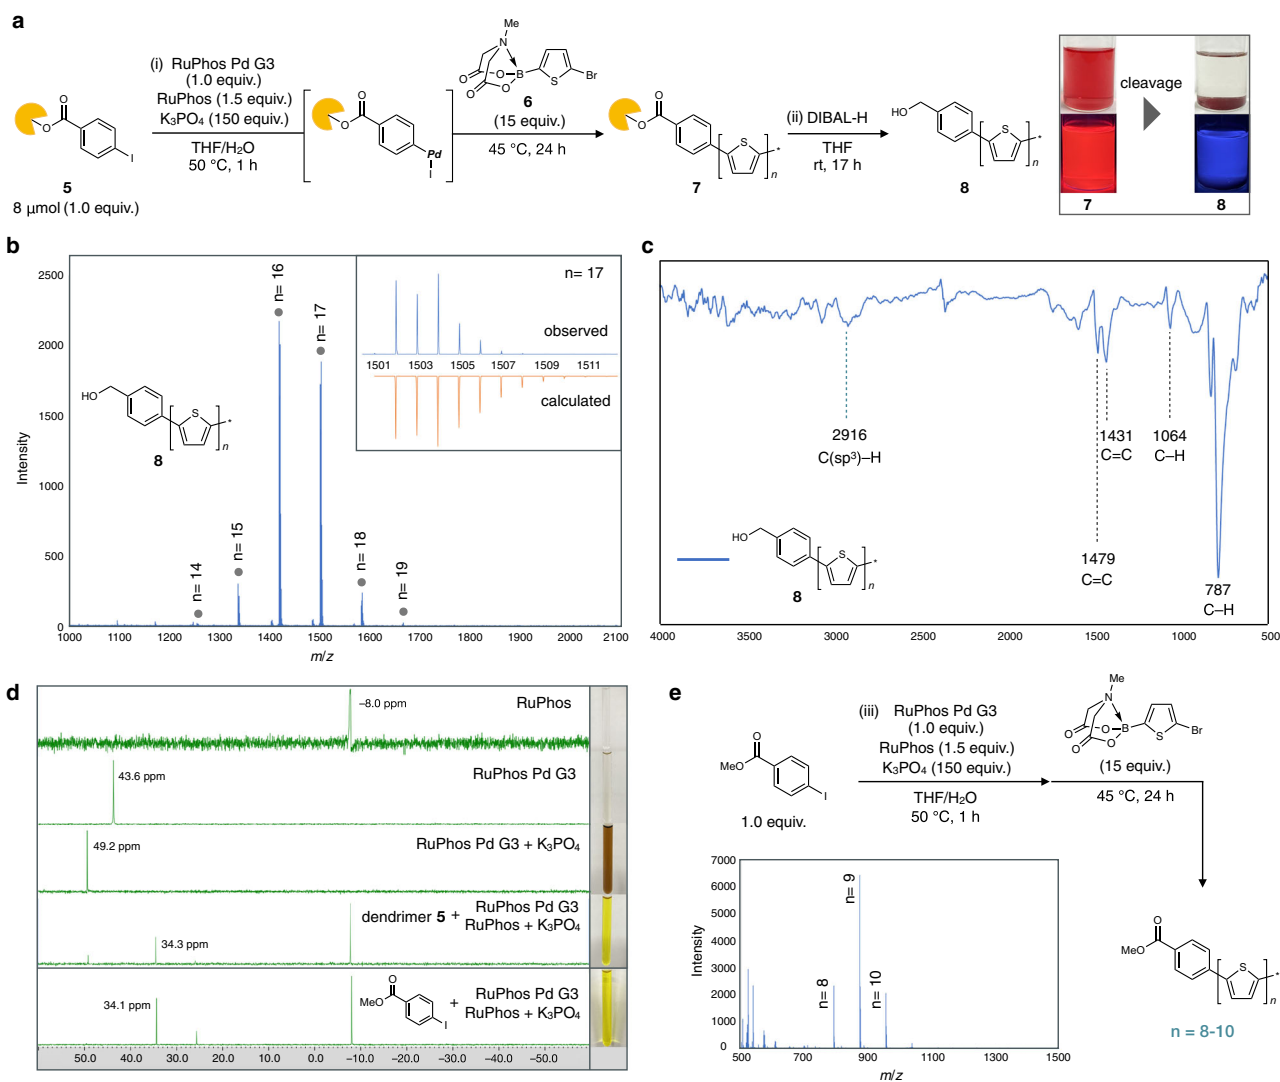 a
(i) RuPhos Pd G3
(1.0 equiv.)
RuPhos (1.5 equiv.)
K₃PO₄ (150 equiv.)
THF/H₂O
50 °C, 1 h
O
O
I
5
8 µmol (1.0 equiv.)
O
O
Pd
I
Me
N
O
O
O
B
O
S
Br
6
(15 equiv.)
45 °C, 24 h
O
O
S
*
n
7
(ii) DIBAL-H
THF
rt, 17 h
HO
S
*
n
8
cleavage
7
8
b
Intensity
2500
2000
1500
1000
500
0
1000
1100
1200
1300
1400
1500
1600
1700
1800
1900
2000
2100
m/z
n= 14
n= 15
n= 16
n= 17
n= 18
n= 19
HO
S
*
n
8
n= 17
observed
1501
1503
1505
1507
1509
1511
calculated
c
2916
C(sp³)–H
1479
C=C
1431
C=C
1064
C–H
787
C–H
HO
S
*
n
8
4000
3500
3000
2500
2000
1500
1000
500
d
RuPhos
–8.0 ppm
RuPhos Pd G3
43.6 ppm
RuPhos Pd G3 + K₃PO₄
49.2 ppm
dendrimer 5 + RuPhos Pd G3
RuPhos + K₃PO₄
34.3 ppm
O
MeO
I
+ RuPhos Pd G3
RuPhos + K₃PO₄
34.1 ppm
50.0
40.0
30.0
20.0
10.0
0.0
–10.0
–20.0
–30.0
–40.0
–50.0
e
O
MeO
I
1.0 equiv.
(iii) RuPhos Pd G3
(1.0 equiv.)
RuPhos (1.5 equiv.)
K₃PO₄ (150 equiv.)
THF/H₂O
50 °C, 1 h
Me
N
O
O
O
B
O
S
Br
(15 equiv.)
45 °C, 24 h
Intensity
7000
6000
5000
4000
3000
2000
1000
0
500
700
900
1100
1300
1500
m/z
n= 8
n= 9
n= 10
O
MeO
S
*
n
n = 8-10